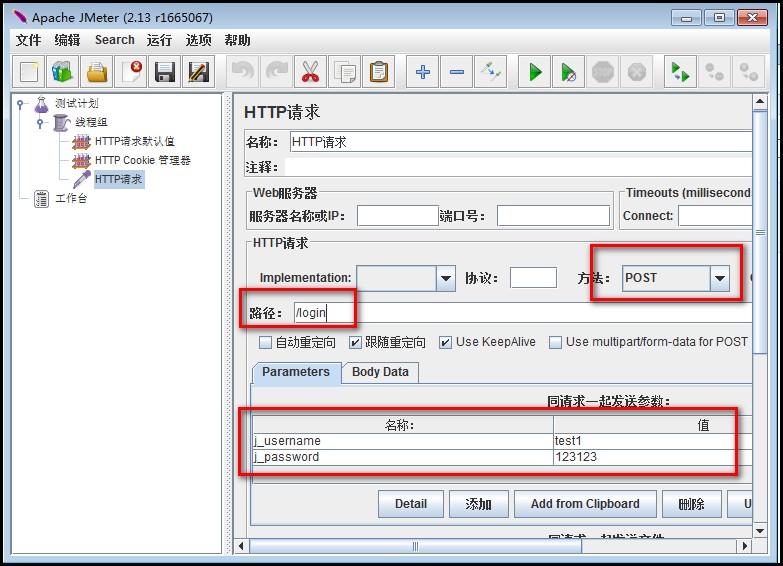 Apache JMeter (2.13 r1665067)
文件 编辑 Search 运行 选项 帮助
STOP
测试计划
线程组
HTTP请求默认值
HTTP Cookie 管理器
HTTP请求
工作台
HTTP请求
名称： HTTP请求
注释：
Web服务器
Timeouts (milliseconds
服务器名称或IP： 端口号： Connect:
HTTP请求
Implementation: 协议： 方法： POST
路径： /login
自动重定向 跟随重定向 Use KeepAlive Use multipart/form-data for POST
Parameters Body Data
同请求一起发送参数：
名称： 值
j_username test1
j_password 123123
Detail 添加 Add from Clipboard 删除 U
同请求一起发送文件